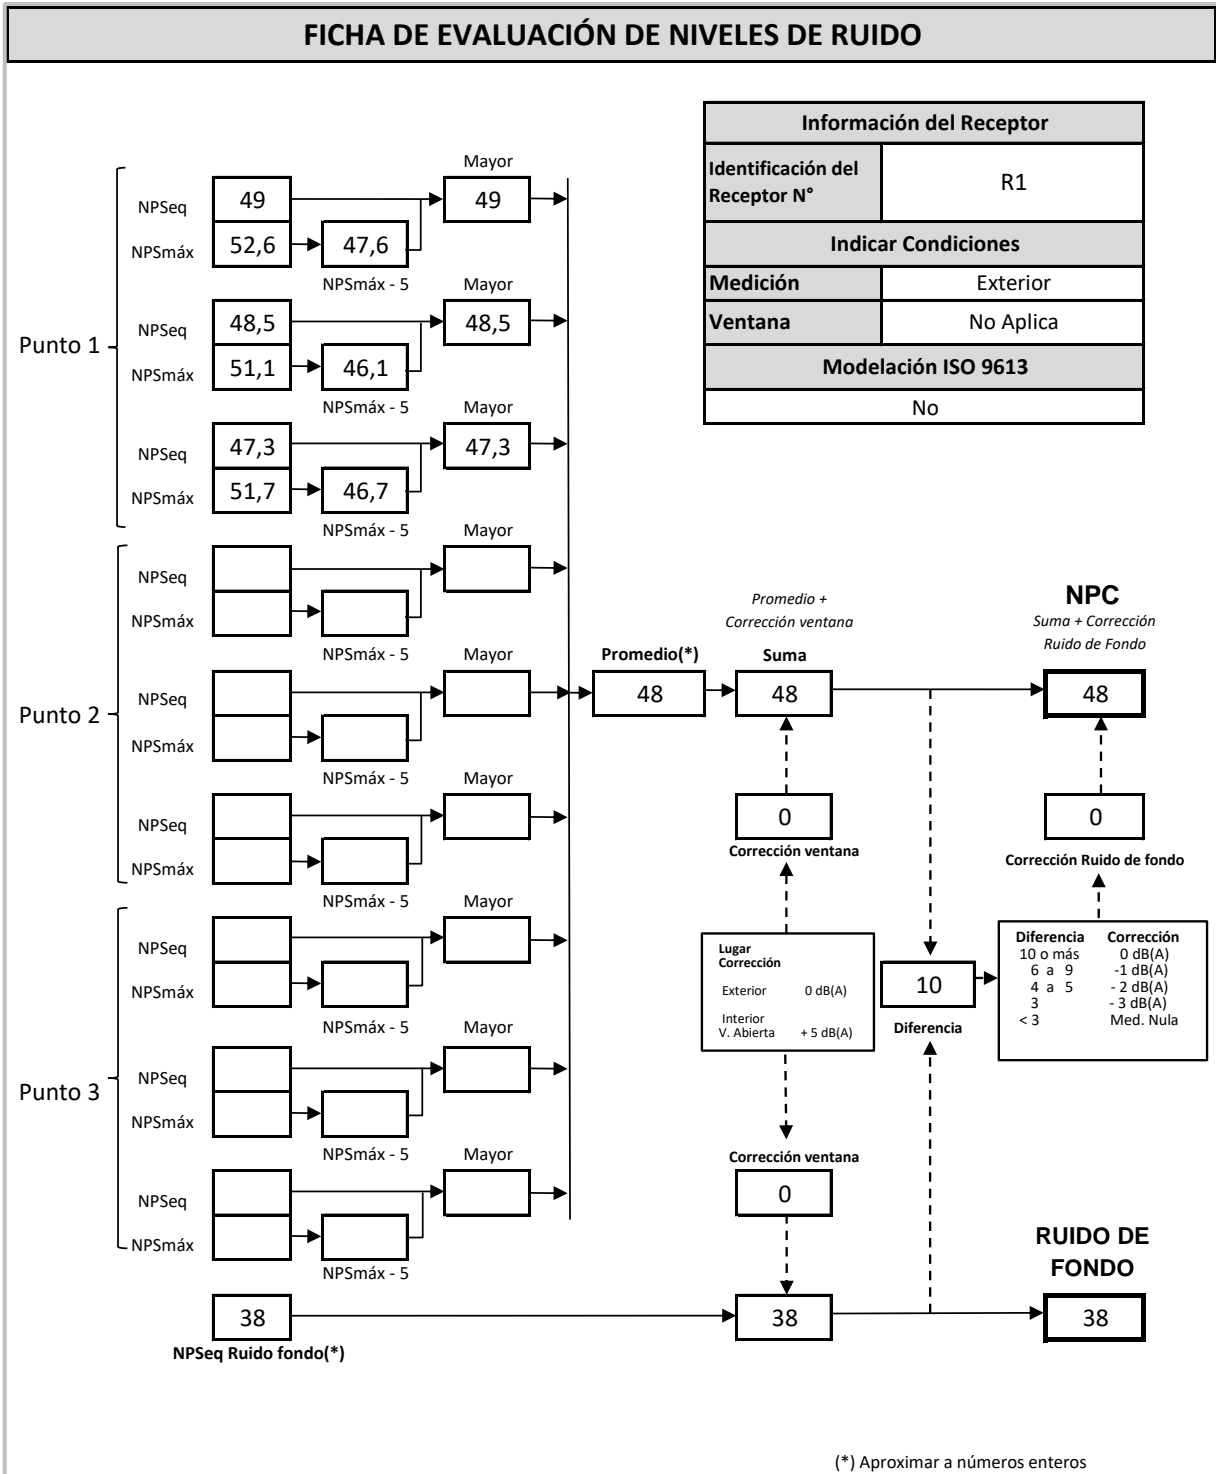 FICHA DE EVALUACIÓN DE NIVELES DE RUIDO
Información del Receptor
Identificación del Receptor N° R1
Indicar Condiciones
Medición Exterior
Ventana No Aplica
Modelación ISO 9613
No
Punto 1
Mayor
NPSeq 49 49
NPSmáx 52,6 47,6
NPSmáx - 5 Mayor
NPSeq 48,5 48,5
NPSmáx 51,1 46,1
NPSmáx - 5 Mayor
NPSeq 47,3 47,3
NPSmáx 51,7 46,7
NPSmáx - 5 Mayor
Punto 2
NPSeq
NPSmáx
NPSmáx - 5 Mayor
NPSeq
NPSmáx
NPSmáx - 5 Mayor
NPSeq
NPSmáx
NPSmáx - 5 Mayor
Punto 3
NPSeq
NPSmáx
NPSmáx - 5 Mayor
NPSeq
NPSmáx
NPSmáx - 5 Mayor
NPSeq
NPSmáx
NPSmáx - 5
38
NPSeq Ruido fondo(*)
Promedio(*)
48
Promedio +
Corrección ventana
Suma
48
0
Corrección ventana
Lugar
Corrección
Exterior 0 dB(A)
Interior
V. Abierta + 5 dB(A)
Corrección ventana
0
38
10
Diferencia
NPC
Suma + Corrección
Ruido de Fondo
48
0
Corrección Ruido de fondo
Diferencia Corrección
10 o más 0 dB(A)
6 a 9 -1 dB(A)
4 a 5 - 2 dB(A)
3 - 3 dB(A)
< 3 Med. Nula
RUIDO DE
FONDO
38
(*) Aproximar a números enteros